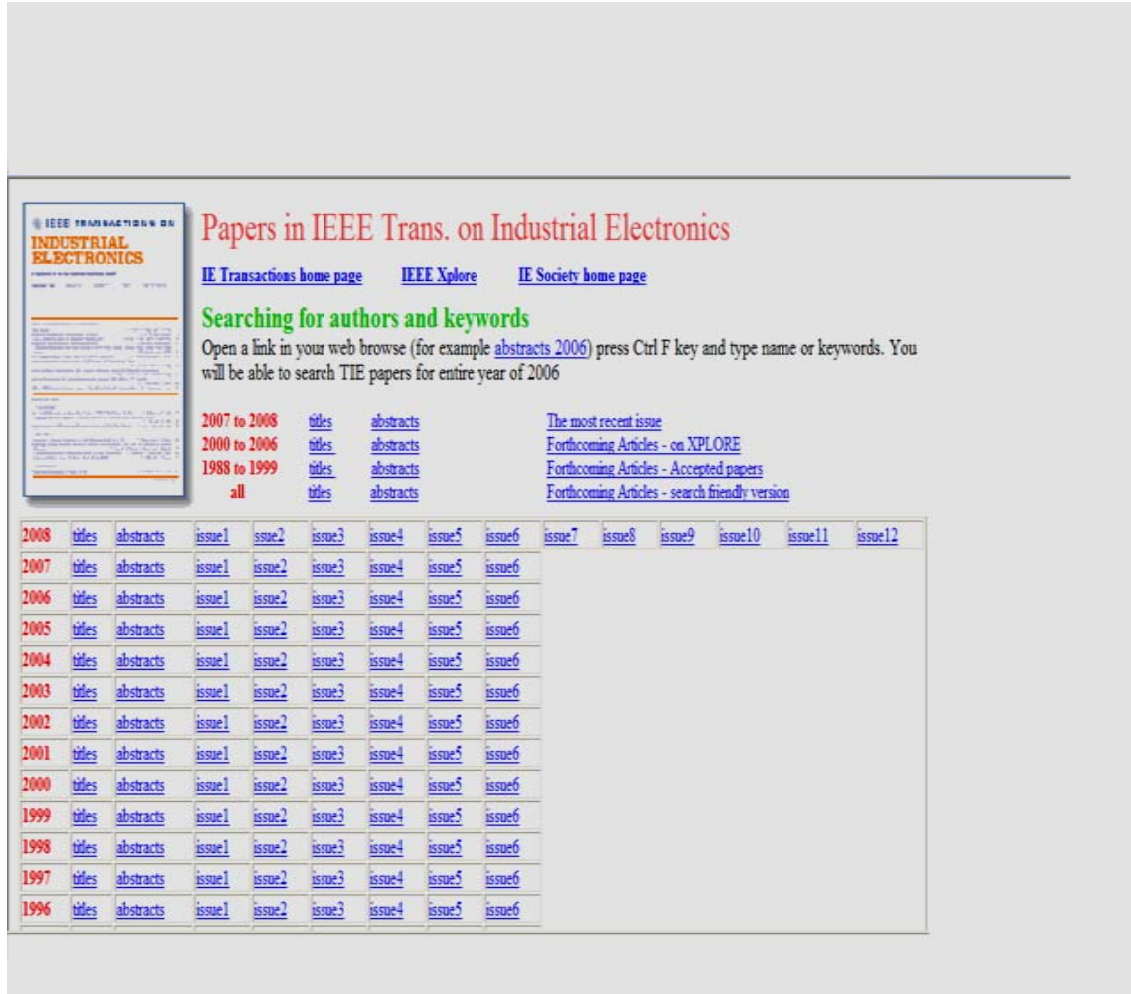 IEEE TRANSACTIONS ON
INDUSTRIAL
ELECTRONICS
Papers in IEEE Trans. on Industrial Electronics
IE Transactions home page IEEE Xplore IE Society home page
Searching for authors and keywords
Open a link in your web browse (for example abstracts 2006) press Ctrl F key and type name or keywords. You
will be able to search TIE papers for entire year of 2006
2007 to 2008 titles abstracts The most recent issue
2000 to 2006 titles abstracts Forthcoming Articles - on XPLORE
1988 to 1999 titles abstracts Forthcoming Articles - Accepted papers
all titles abstracts Forthcoming Articles - search friendly version
2008 titles abstracts issue1 ssue2 issue3 issue4 issue5 issue6 issue7 issue8 issue9 issue10 issue11 issue12
2007 titles abstracts issue1 issue2 issue3 issue4 issue5 issue6
2006 titles abstracts issue1 issue2 issue3 issue4 issue5 issue6
2005 titles abstracts issue1 issue2 issue3 issue4 issue5 issue6
2004 titles abstracts issue1 issue2 issue3 issue4 issue5 issue6
2003 titles abstracts issue1 issue2 issue3 issue4 issue5 issue6
2002 titles abstracts issue1 issue2 issue3 issue4 issue5 issue6
2001 titles abstracts issue1 issue2 issue3 issue4 issue5 issue6
2000 titles abstracts issue1 issue2 issue3 issue4 issue5 issue6
1999 titles abstracts issue1 issue2 issue3 issue4 issue5 issue6
1998 titles abstracts issue1 issue2 issue3 issue4 issue5 issue6
1997 titles abstracts issue1 issue2 issue3 issue4 issue5 issue6
1996 titles abstracts issue1 issue2 issue3 issue4 issue5 issue6